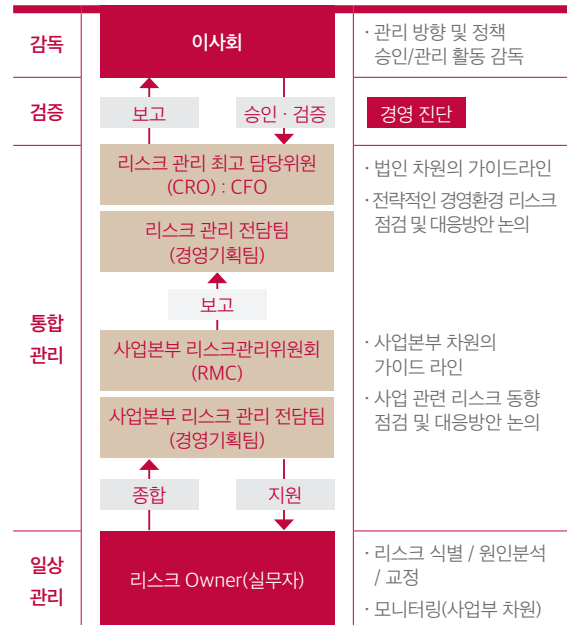 감독
이사회
· 관리 방향 및 정책
승인/관리 활동 감독
검증
보고
승인 · 검증
경영 진단
통합
관리
리스크 관리 최고 담당위원
(CRO) : CFO
리스크 관리 전담팀
(경영기획팀)
· 법인 차원의 가이드라인
· 전략적인 경영환경 리스크
점검 및 대응방안 논의
보고
사업본부 리스크관리위원회
(RMC)
사업본부 리스크 관리 전담팀
(경영기획팀)
· 사업본부 차원의
가이드 라인
· 사업 관련 리스크 동향
점검 및 대응방안 논의
종합
지원
일상
관리
리스크 Owner(실무자)
· 리스크 식별 / 원인분석
/ 교정
· 모니터링(사업부 차원)